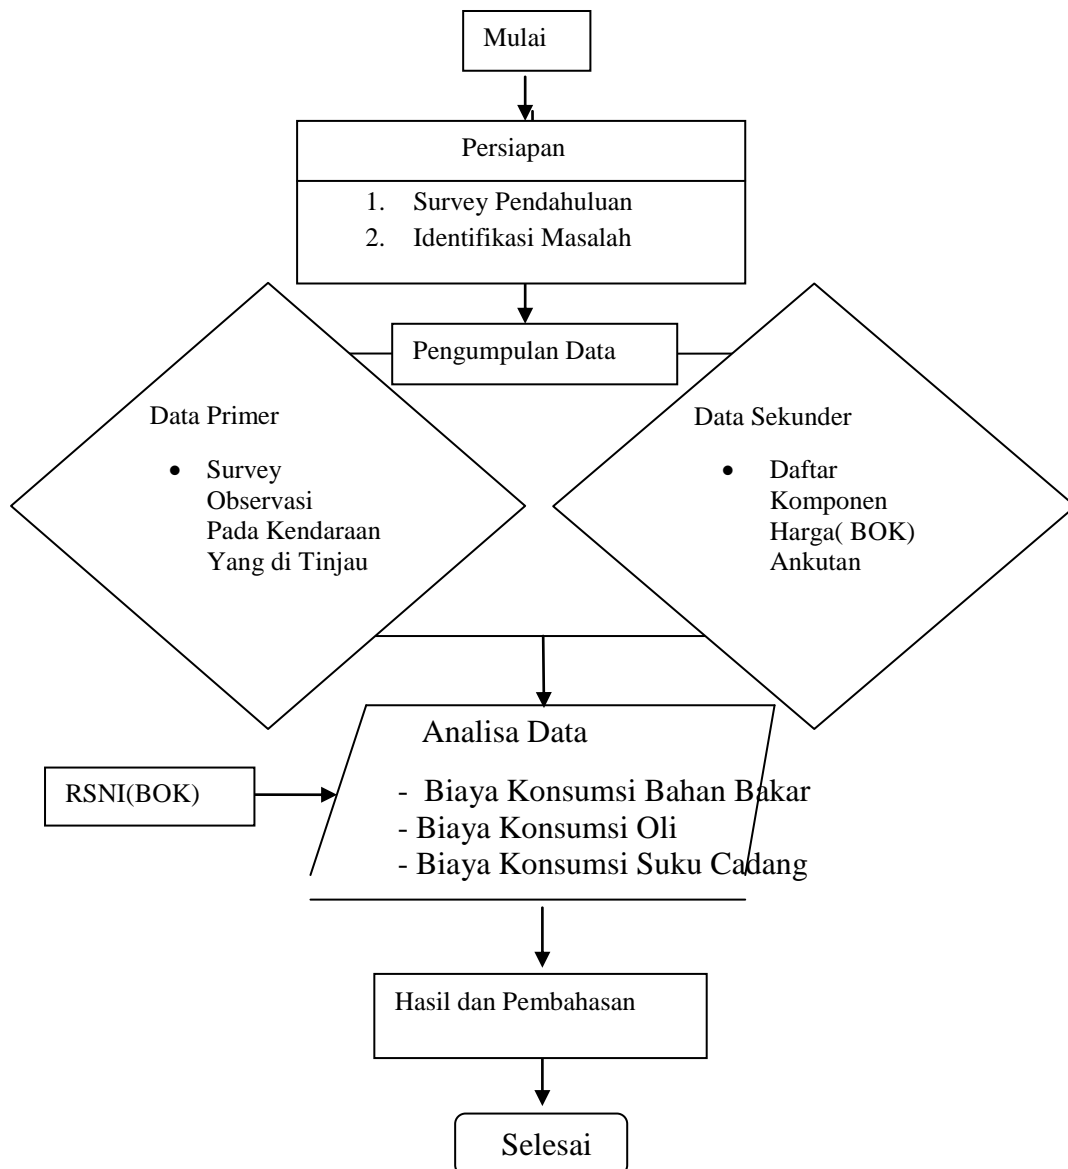 Mulai
Persiapan
1. Survey Pendahuluan
2. Identifikasi Masalah
Pengumpulan Data
Data Primer
• Survey
Observasi
Pada Kendaraan
Yang di Tinjau
Data Sekunder
• Daftar
Komponen
Harga( BOK)
Ankutan
Analisa Data
- Biaya Konsumsi Bahan Bakar
- Biaya Konsumsi Oli
- Biaya Konsumsi Suku Cadang
RSNI(BOK)
Hasil dan Pembahasan
Selesai